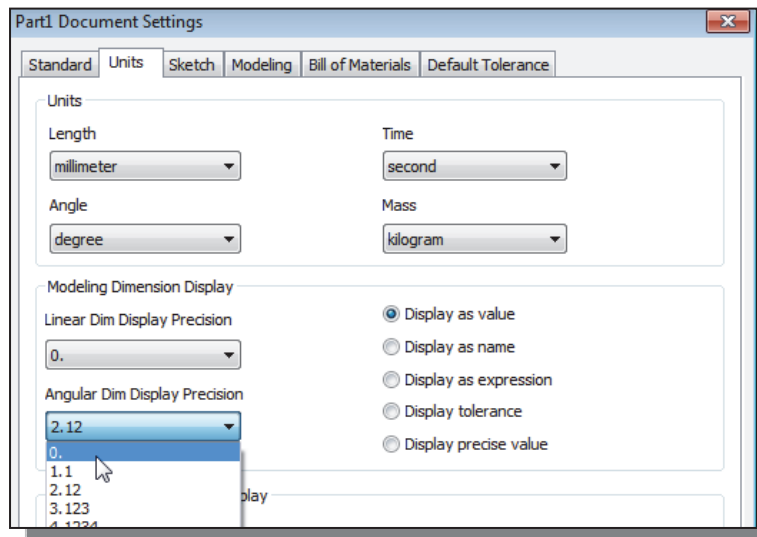 Part1 Document Settings
Standard Units Sketch Modeling Bill of Materials Default Tolerance
Units
Length Time
millimeter second
Angle Mass
degree kilogram
Modeling Dimension Display
Linear Dim Display Precision
0.
Angular Dim Display Precision
2.12
0.
1.1
2.12
3.123
4.1234
Display as value
Display as name
Display as expression
Display tolerance
Display precise value